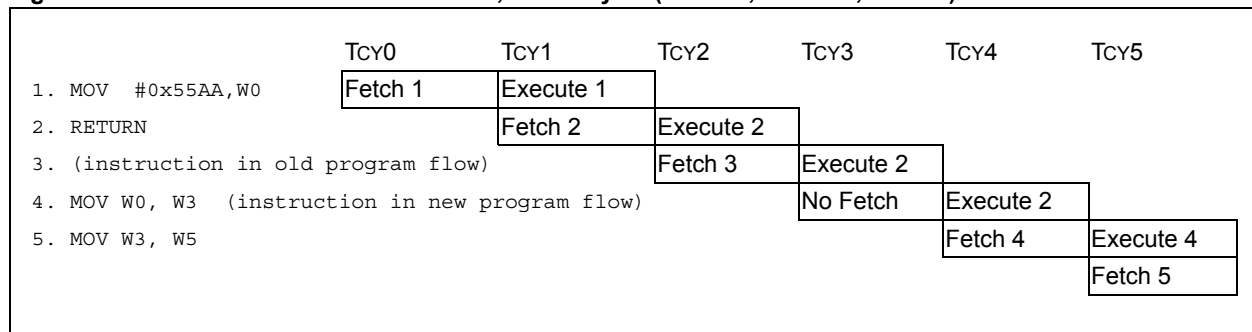 TCY0 TCY1 TCY2 TCY3 TCY4 TCY5
1. MOV #0x55AA,W0 Fetch 1 Execute 1
2. RETURN Fetch 2 Execute 2
3. (instruction in old program flow) Fetch 3 Execute 2
4. MOV W0, W3 (instruction in new program flow) No Fetch Execute 2
5. MOV W3, W5 Fetch 4 Execute 4
Fetch 5